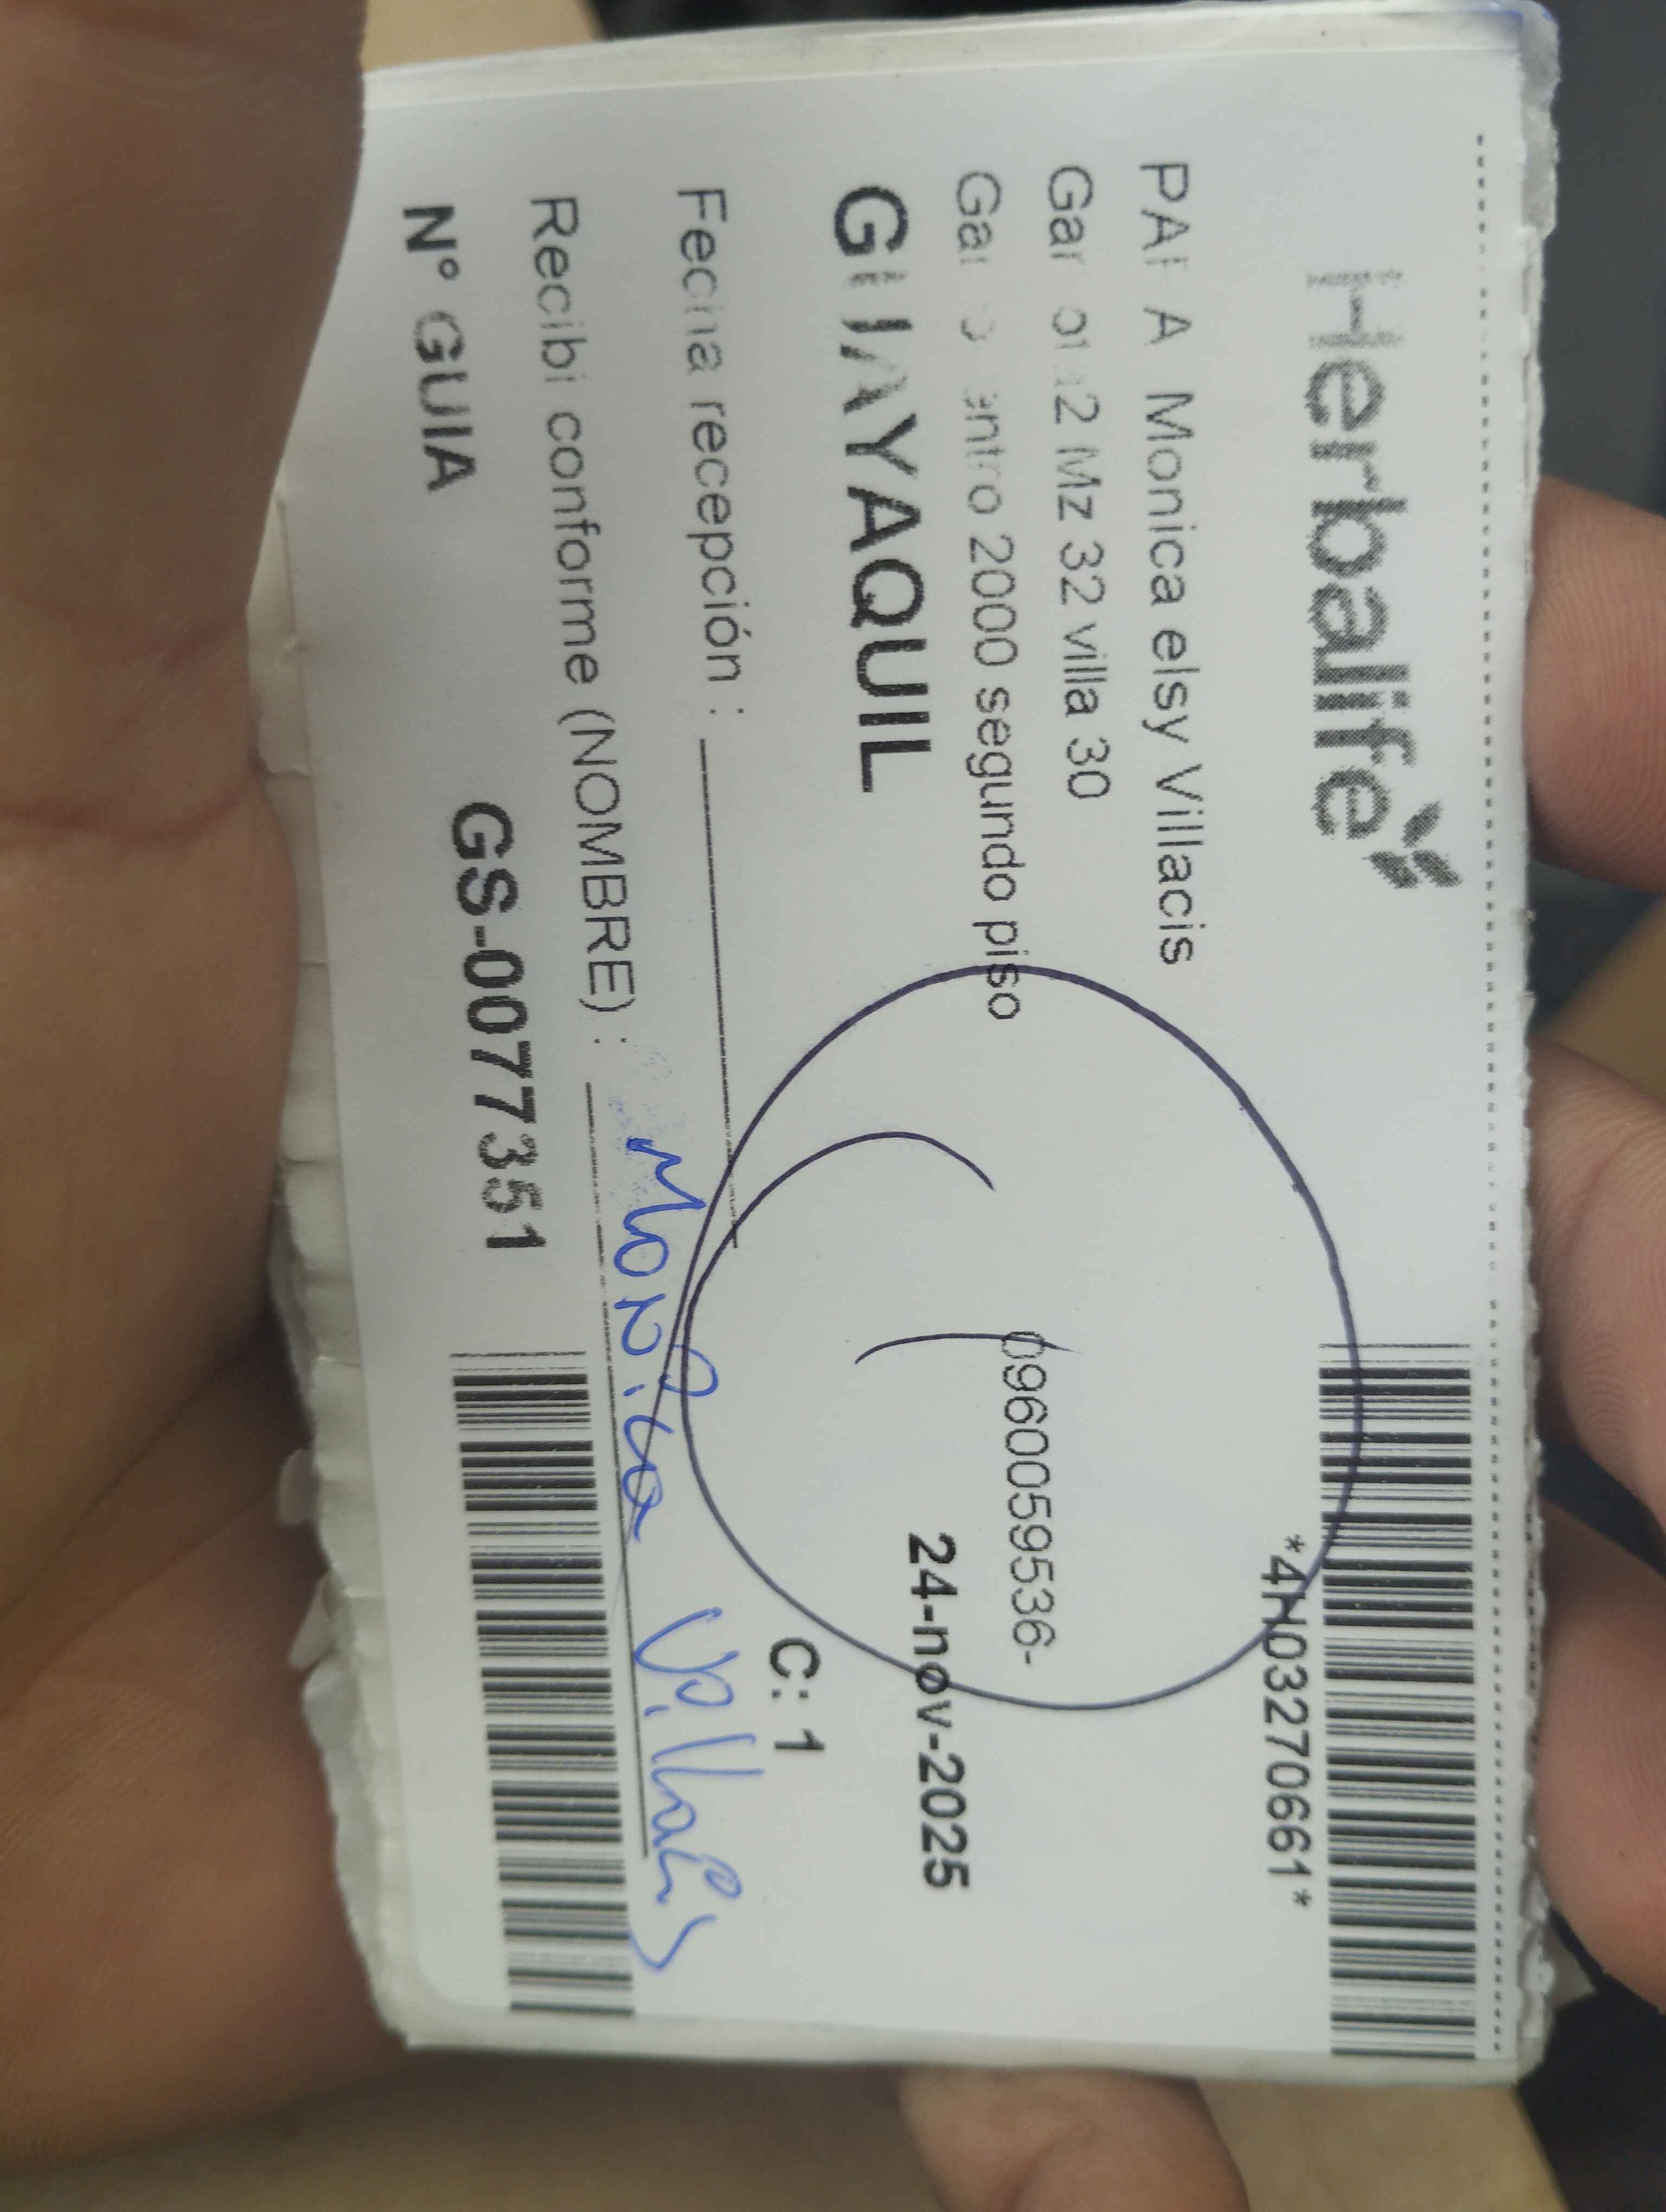 Herbalife
*4N03270661*
PARA Monica elsy Villacis
Mz 32 villa 30
2000 segundo piso 0960059536-
GUAYAQUIL 24-nov-2025
Fecha recepción :
C: 1
Recibi conforme (NOMBRE) : Monica Villacis
N° GUIA GS-0077351